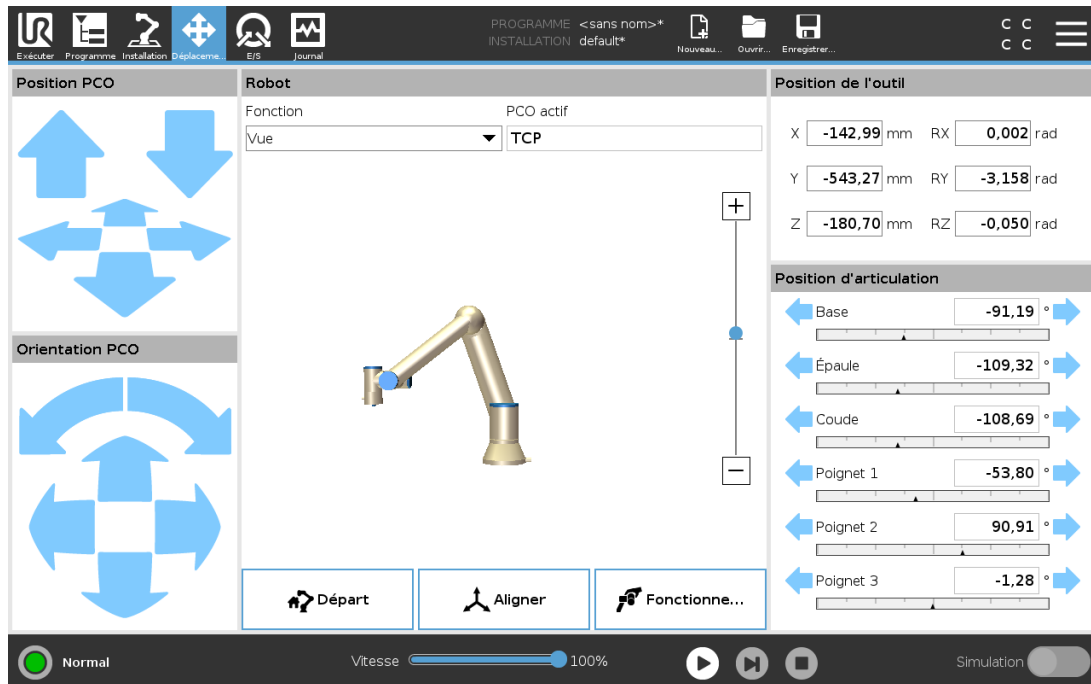 PROGRAMME <sans nom>*
INSTALLATION default*
Exécuter Programme Installation Déplaceme... E/S Journal
Nouveau... Ouvrir... Enregistrer...
C C
C C
Position PCO
Robot
Position de l'outil
Fonction
PCO actif
Vue
TCP
X -142,99 mm RX 0,002 rad
Y -543,27 mm RY -3,158 rad
Z -180,70 mm RZ -0,050 rad
Position d'articulation
Base -91,19 °
Épaule -109,32 °
Coude -108,69 °
Poignet 1 -53,80 °
Poignet 2 90,91 °
Poignet 3 -1,28 °
Orientation PCO
Départ
Aligner
Fonctionne...
Normal
Vitesse 100%
Simulation